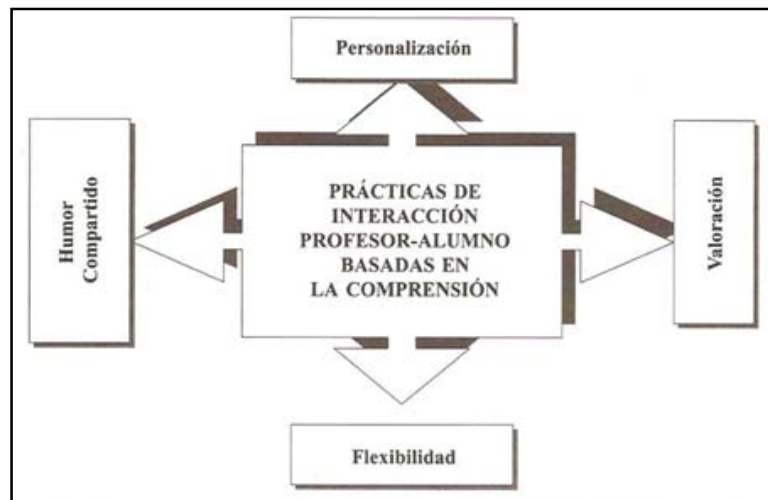 Personalización
Humor
Compartido
PRÁCTICAS DE
INTERACCIÓN
PROFESOR-ALUMNO
BASADAS EN
LA COMPRENSIÓN
Valoración
Flexibilidad